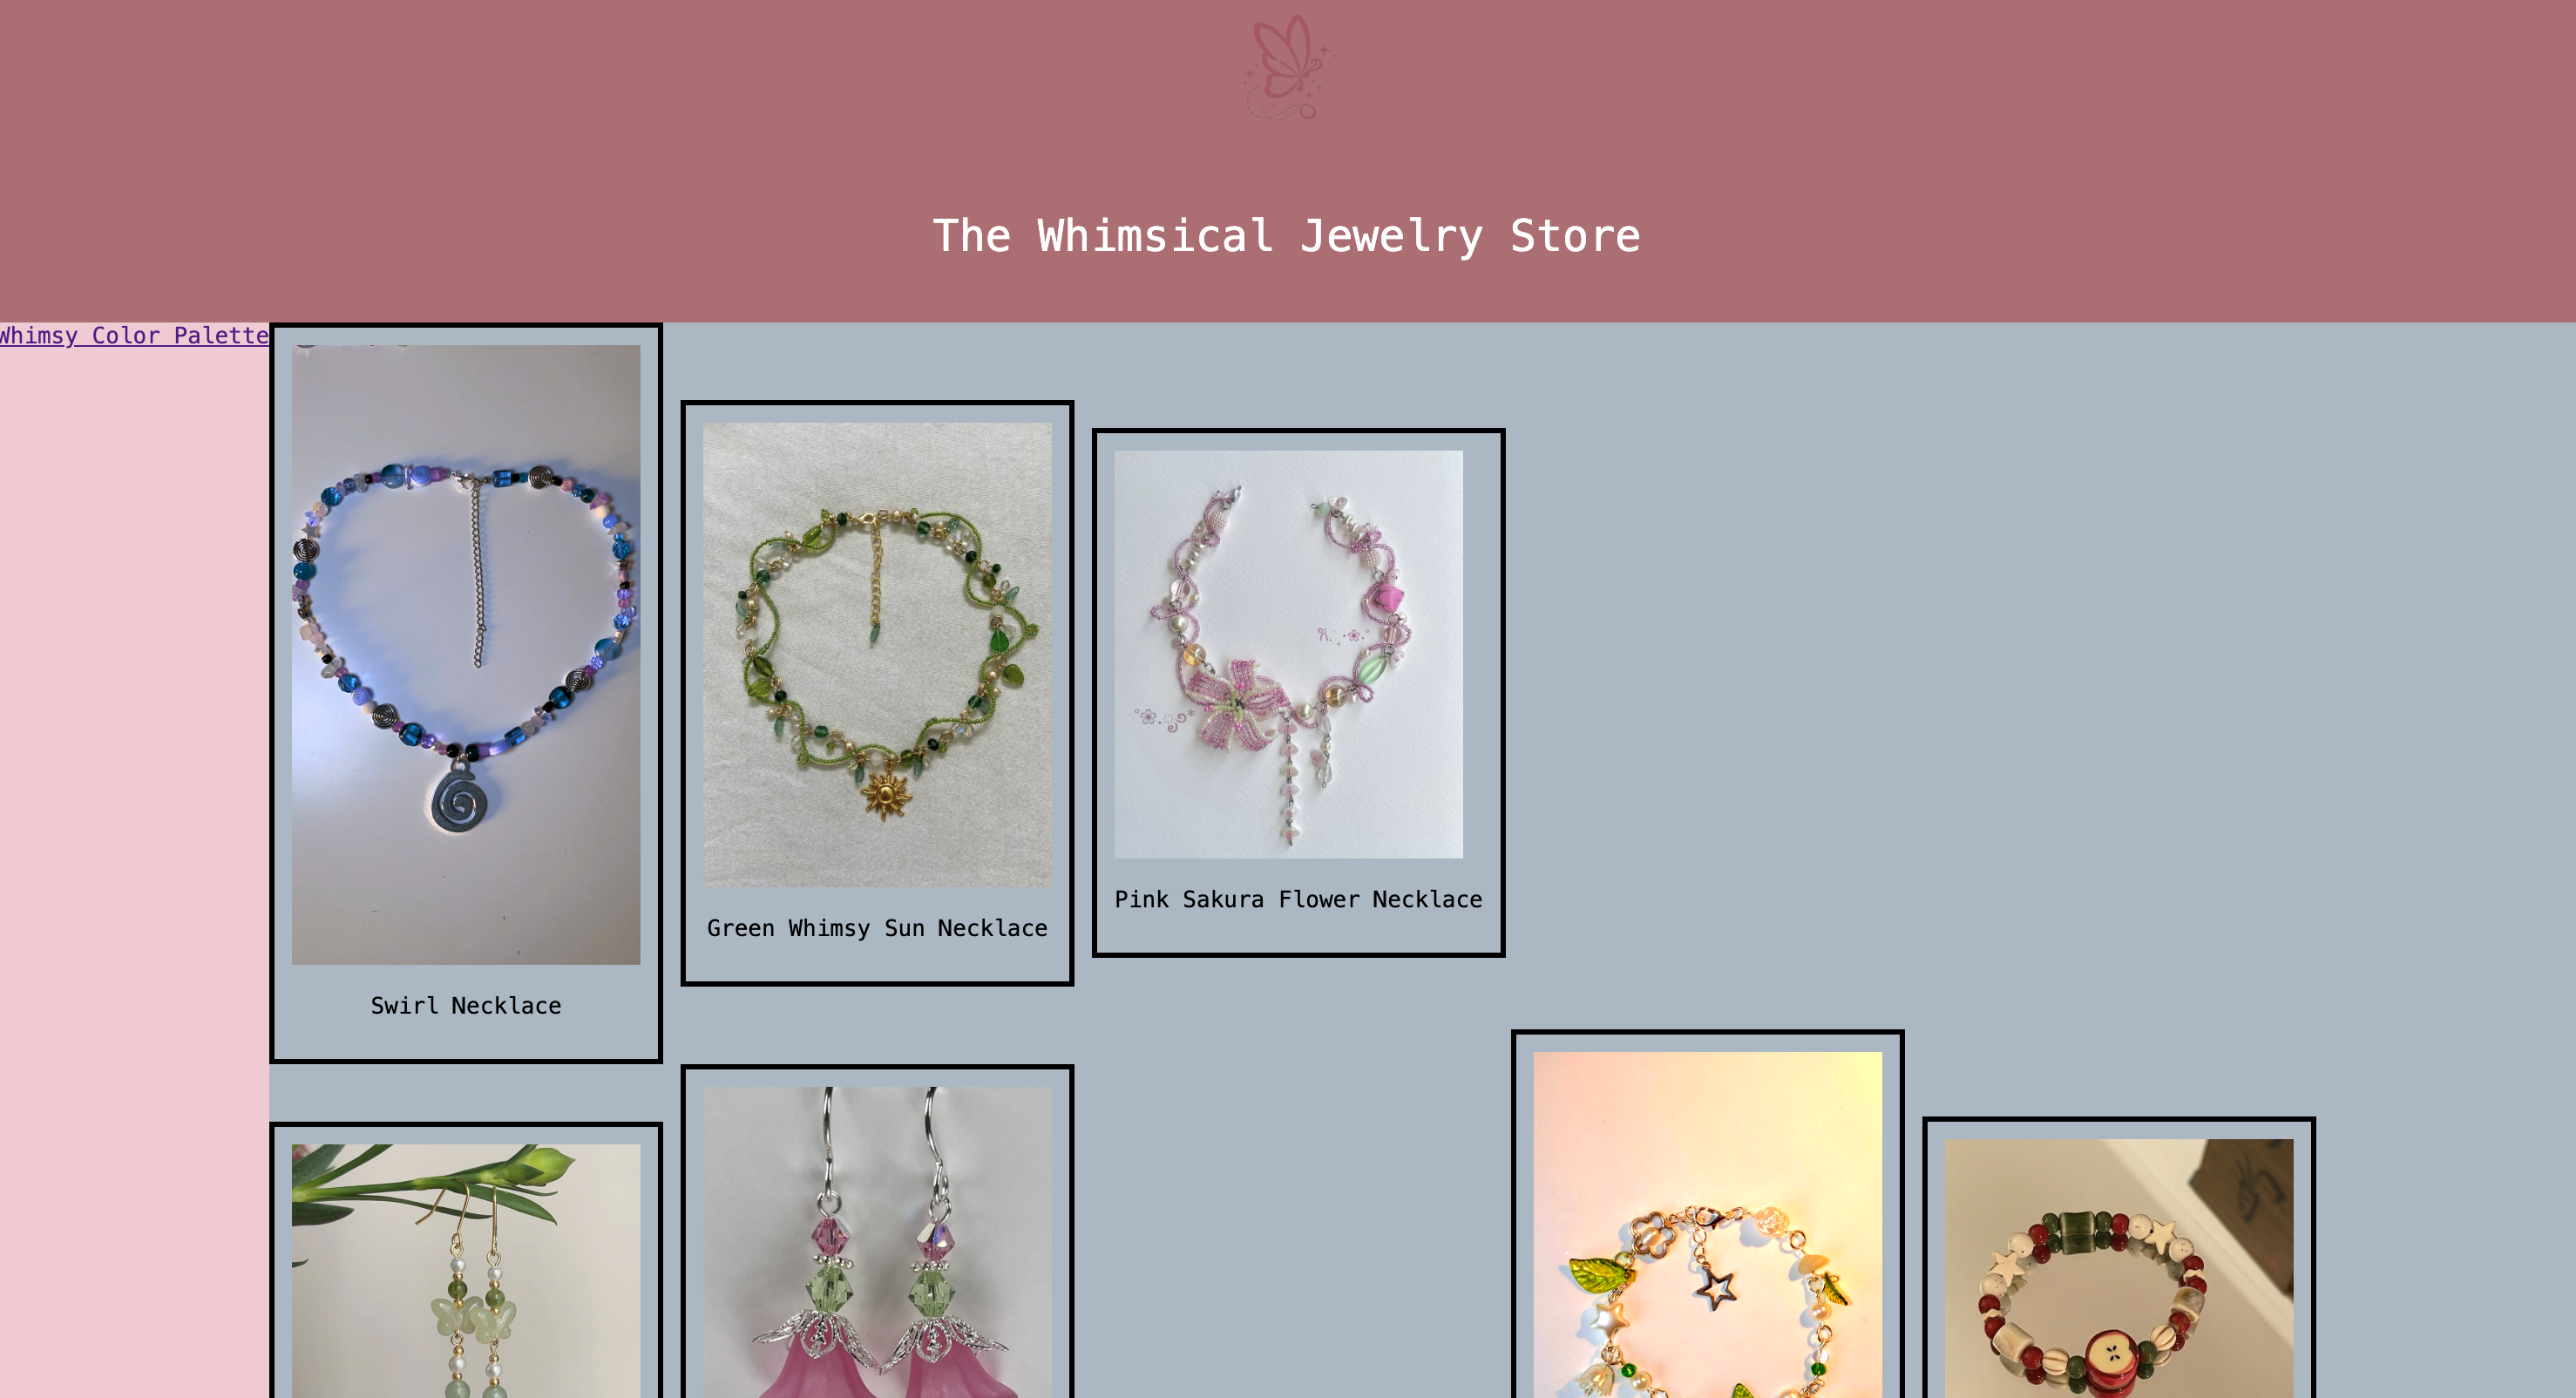 The Whimsical Jewelry Store
Whimsy Color Palette
Swirl Necklace
Green Whimsy Sun Necklace
Pink Sakura Flower Necklace